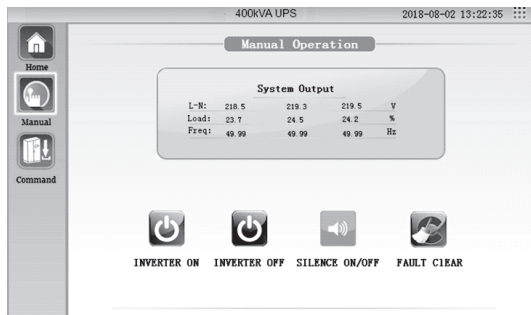 400kVA UPS 2018-08-02 13:22:35
Manual Operation
Home
Manual
Command
System Output
L-N: 218.5 219.3 219.5 V
Load: 23.7 24.5 24.2 %
Freq: 49.99 49.99 49.99 Hz
INVERTER ON INVERTER OFF SILENCE ON/OFF FAULT ClEAR